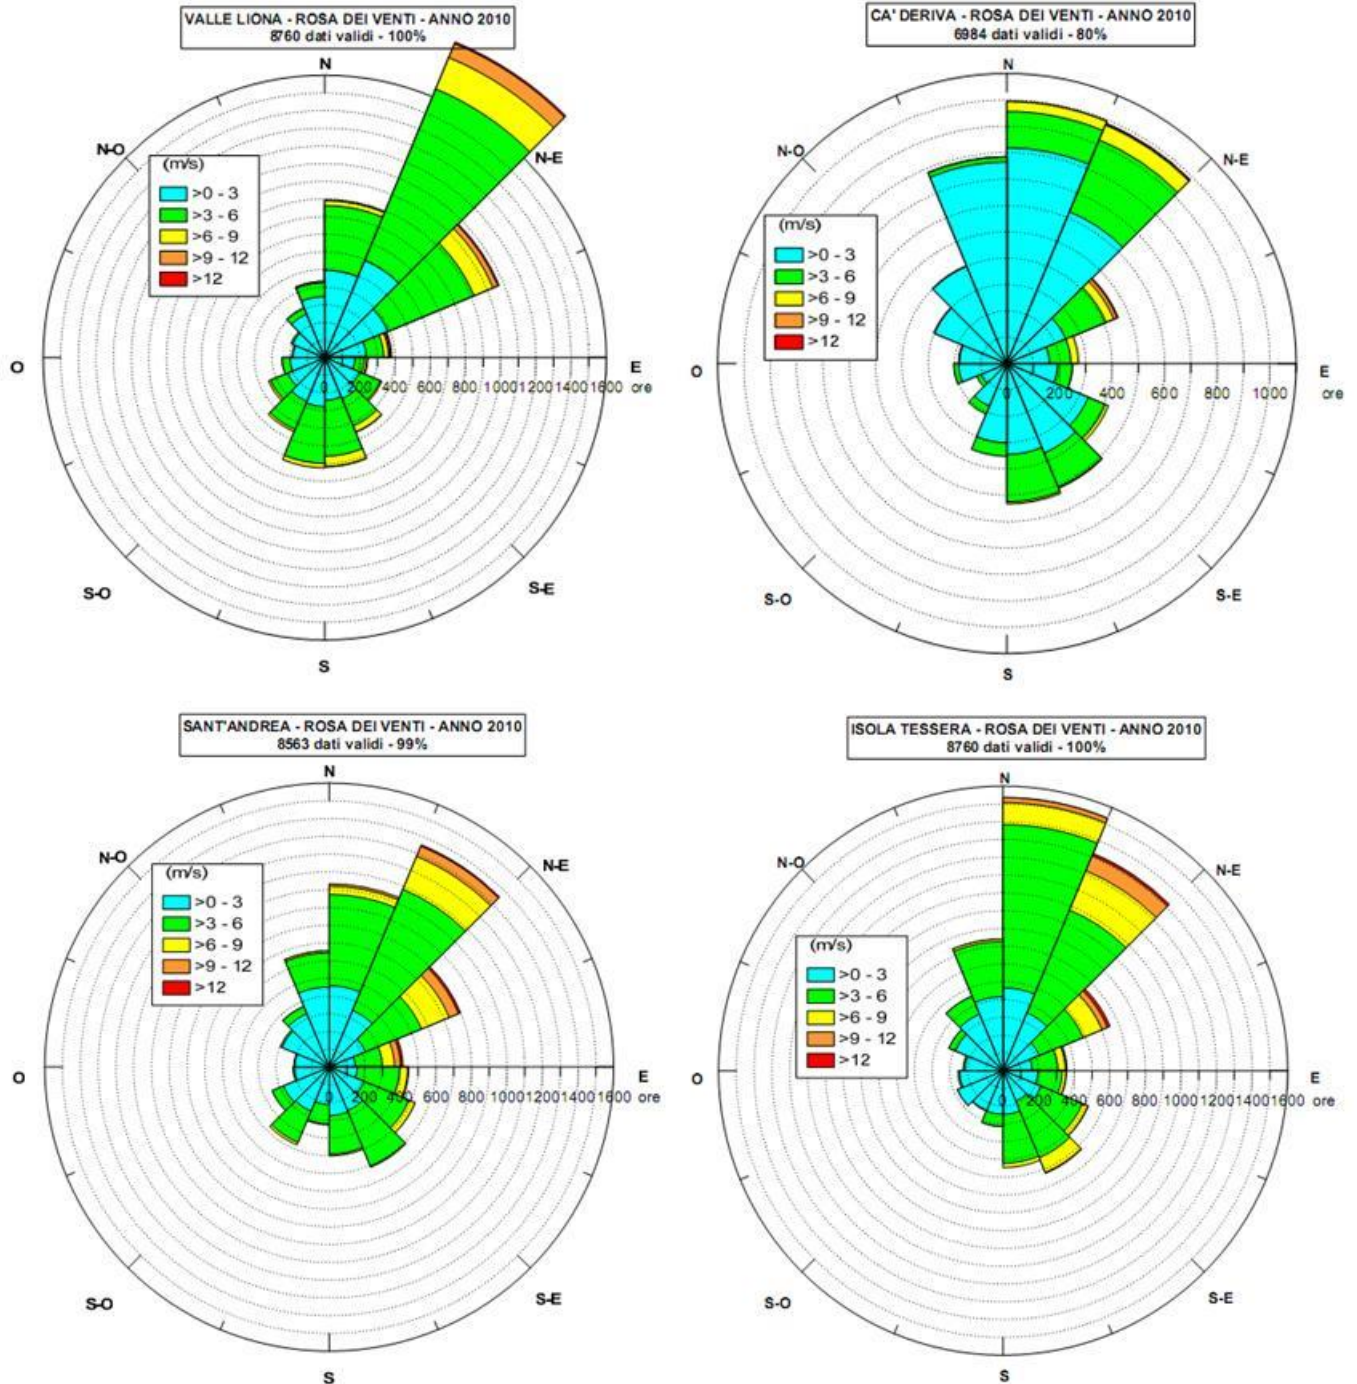 VALLE LIONA - ROSA DEI VENTI - ANNO 2010
8760 dati validi - 100%
N
N-O
N-E
(m/s)
>0 - 3
>3 - 6
>6 - 9
>9 - 12
>12
O
E
0 200 400 600 800 1000 1200 1400 1600 ore
S-O
S-E
S
CA' DERIVA - ROSA DEI VENTI - ANNO 2010
6984 dati validi - 80%
N
N-O
N-E
(m/s)
>0 - 3
>3 - 6
>6 - 9
>9 - 12
>12
O
E
0 200 400 600 800 1000 ore
S-O
S-E
S
SANT'ANDREA - ROSA DEI VENTI - ANNO 2010
8563 dati validi - 99%
N
N-O
N-E
(m/s)
>0 - 3
>3 - 6
>6 - 9
>9 - 12
>12
O
E
0 200 400 600 800 1000 1200 1400 1600 ore
S-O
S-E
S
ISOLA TESSERA - ROSA DEI VENTI - ANNO 2010
8760 dati validi - 100%
N
N-O
N-E
(m/s)
>0 - 3
>3 - 6
>6 - 9
>9 - 12
>12
O
E
0 200 400 600 800 1000 1200 1400 1600 ore
S-O
S-E
S